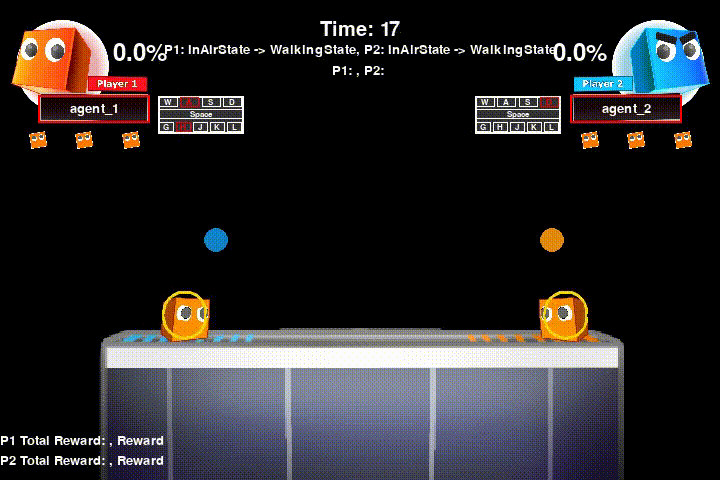 Time: 17
0.0%
P1: InAirState -> WalkingState, P2: InAirState -> WalkingState
0.0%
P1: , P2:
Player 1
Player 2
agent_1
agent_2
W A S D
Space
G H J K L
W A S D
Space
G H J K L
P1 Total Reward: , Reward
P2 Total Reward: , Reward